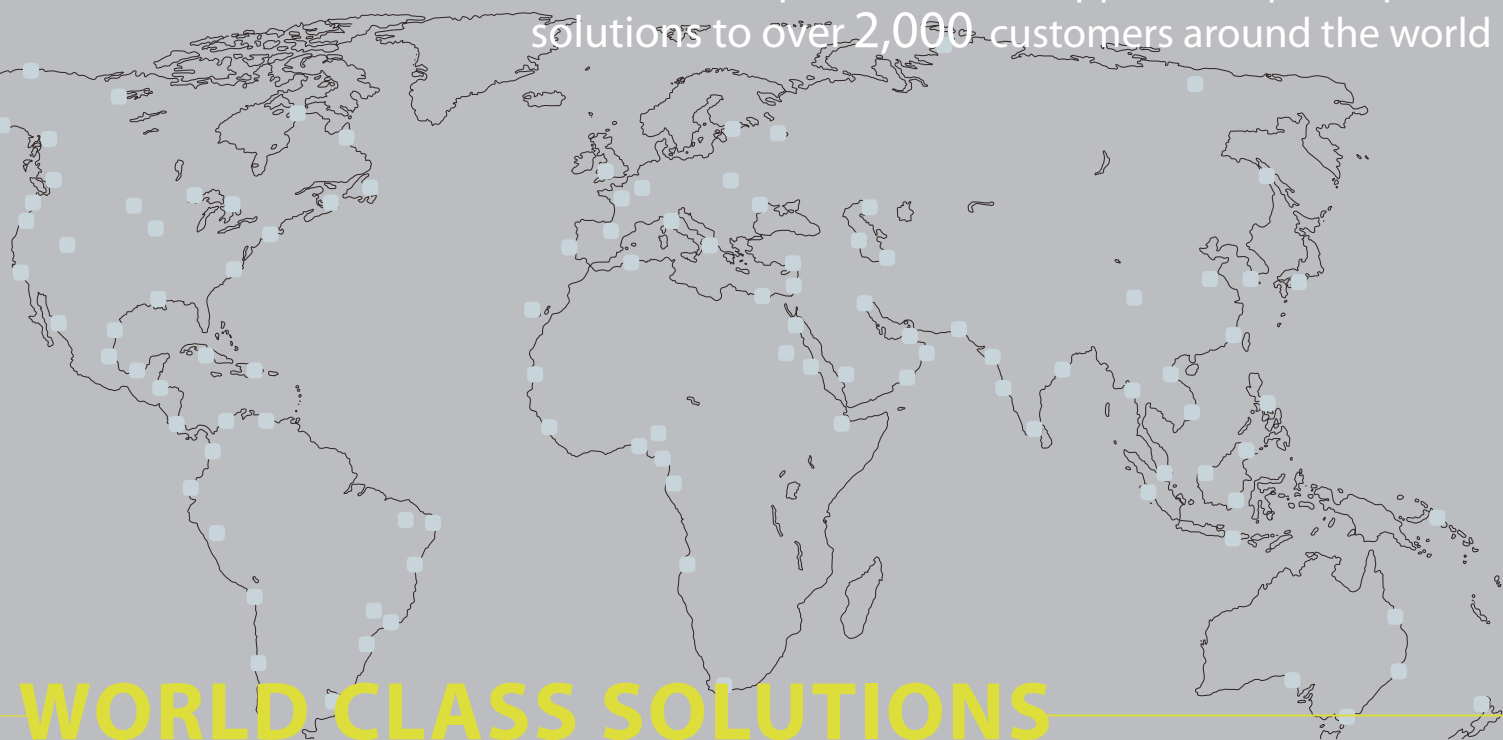 solutions to over 2,000 customers around the world
WORLD CLASS SOLUTIONS